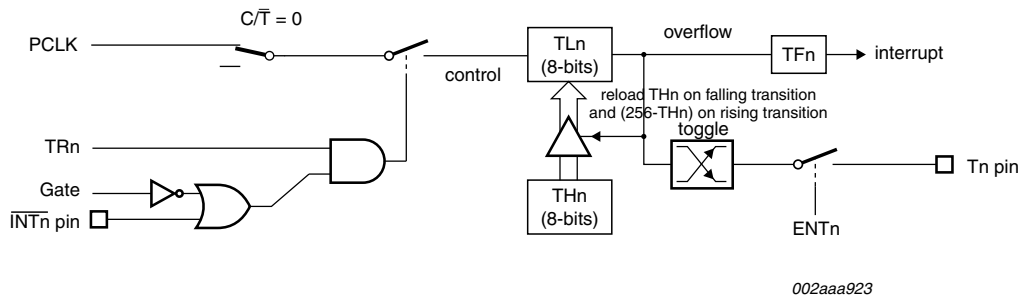 C/T̅ = 0
PCLK
overflow
TLn
(8-bits)
TFn
interrupt
control
reload THn on falling transition
and (256-THn) on rising transition
toggle
TRn
Tn pin
Gate
THn
(8-bits)
I̅N̅T̅n̅ pin
ENTn
002aaa923